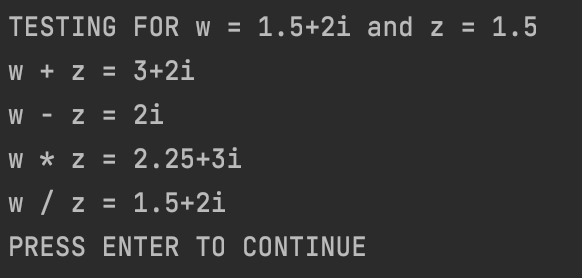 TESTING FOR w = 1.5+2i and z = 1.5
w + z = 3+2i
w - z = 2i
w * z = 2.25+3i
w / z = 1.5+2i
PRESS ENTER TO CONTINUE